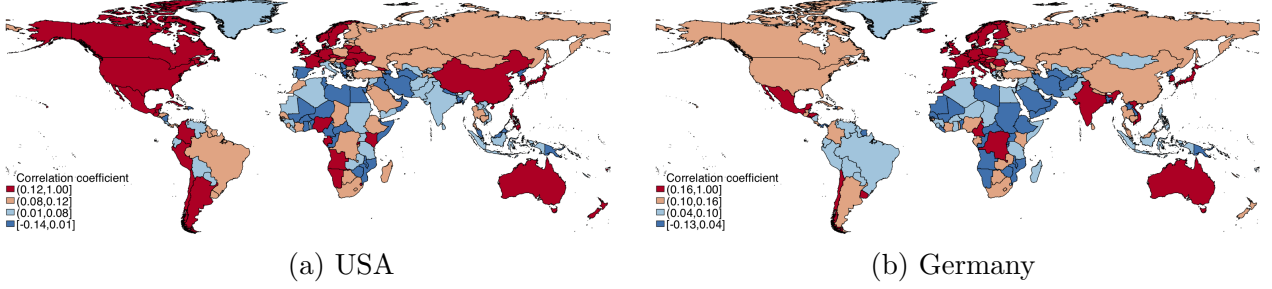 Correlation coefficient
(0.12,1.00]
(0.08,0.12]
(0.01,0.08]
[-0.14,0.01]
(a) USA
Correlation coefficient
(0.16,1.00]
(0.10,0.16]
(0.04,0.10]
[-0.13,0.04]
(b) Germany